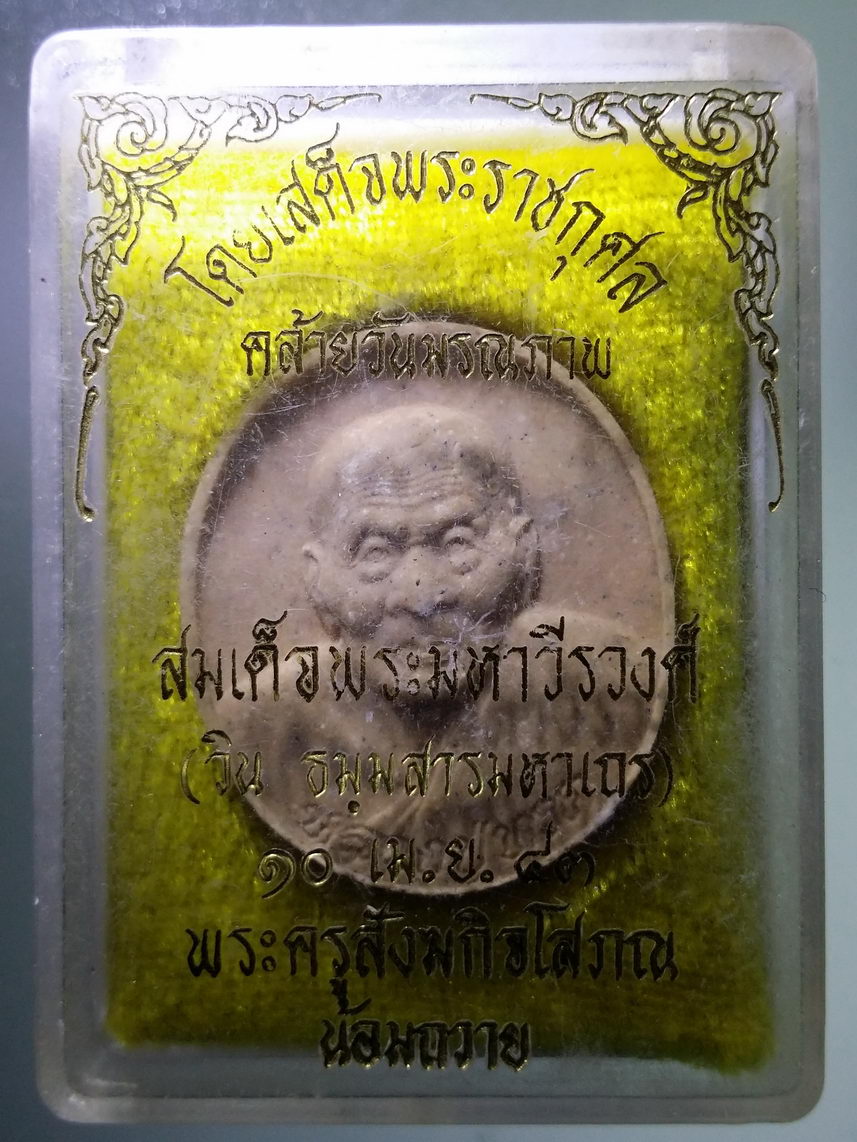 โดยเสด็จพระราชกุศล
คล้ายวันมรณภาพ
สมเด็จพระมหาวีรวงศ์
(วิน ธมฺมสารมหาเถร)
๑๐ เม.ย. ๔๓
พระครูสังฆกิจโสภณ
น้อมถวาย